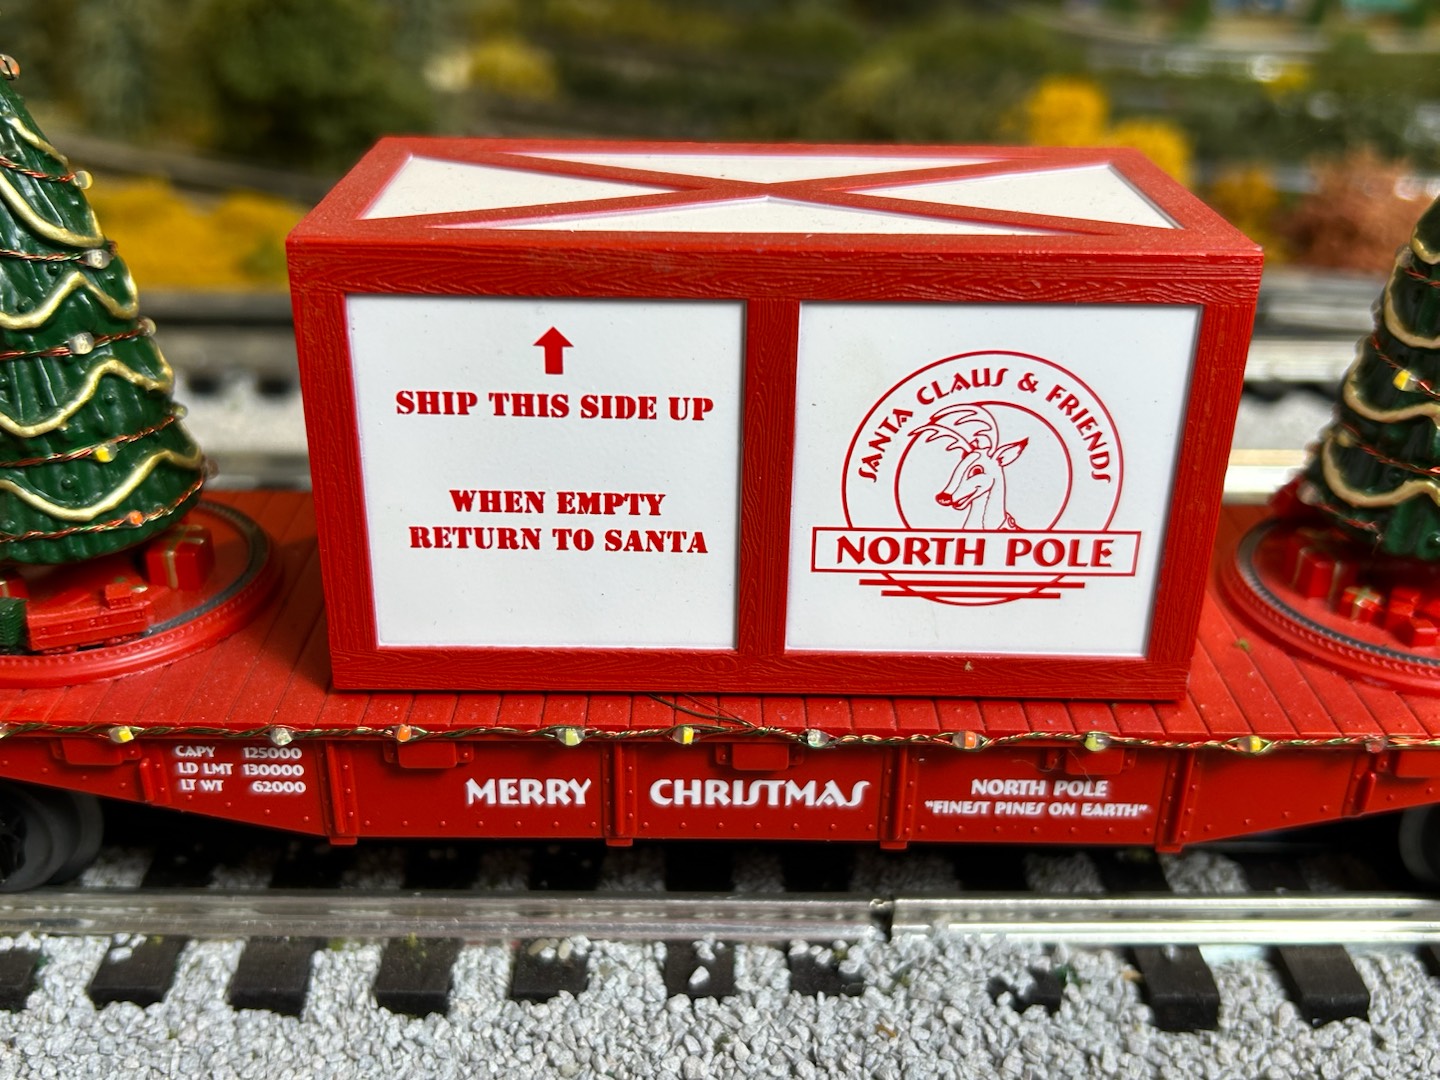 SHIP THIS SIDE UP
WHEN EMPTY
RETURN TO SANTA
SANTA CLAUS & FRIENDS
NORTH POLE
CAPY 125000
LD LMT 130000
LT WT 62000
MERRY CHRISTMAS
NORTH POLE
"FINEST PINES ON EARTH"